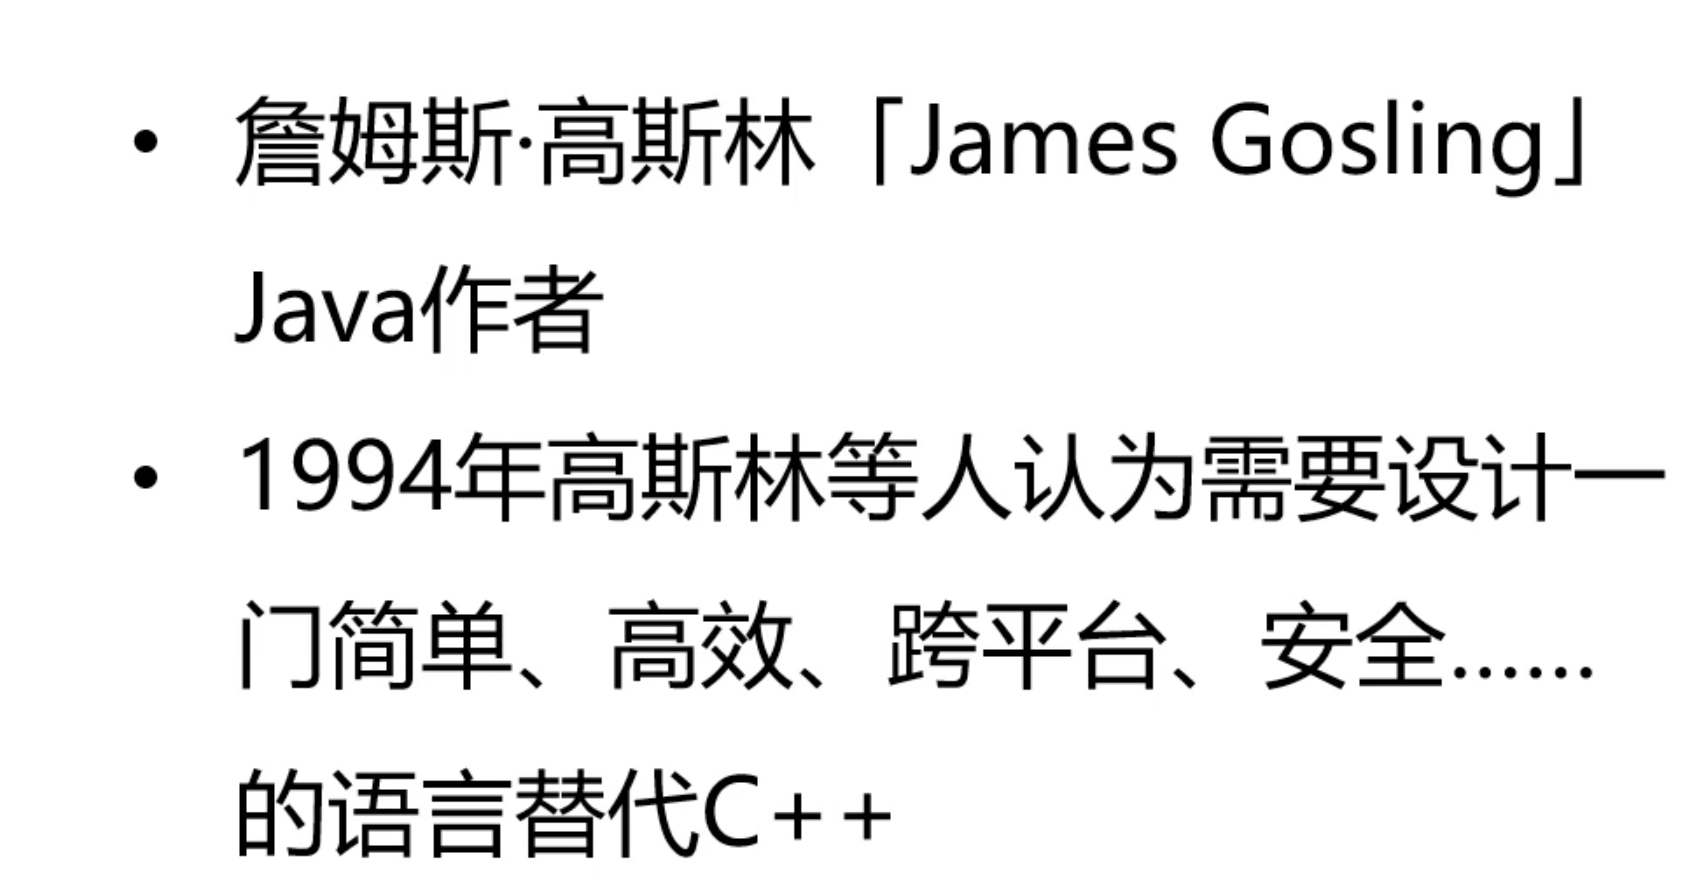 • 詹姆斯·高斯林「James Gosling」
Java作者
• 1994年高斯林等人认为需要设计一
门简单、高效、跨平台、安全……
的语言替代C++